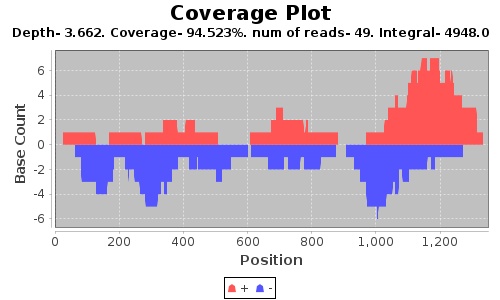 Coverage Plot
Depth- 3.662. Coverage- 94.523%. num of reads- 49. Integral- 4948.0
6
4
2
0
-2
-4
-6
Base Count
0 200 400 600 800 1,000 1,200
Position
+ -